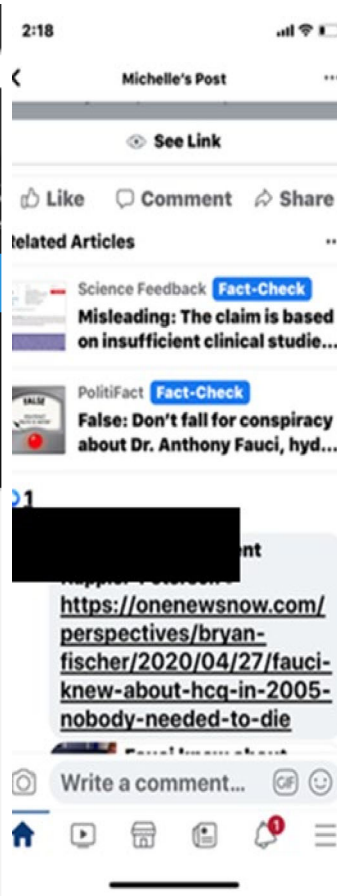 2:18
Michelle's Post
See Link
Like Comment Share
Related Articles
Science Feedback Fact-Check
Misleading: The claim is based
on insufficient clinical studie...
FALSE
PolitiFact Fact-Check
False: Don't fall for conspiracy
about Dr. Anthony Fauci, hyd...
1
https://onenewsnow.com/
perspectives/bryan-
fischer/2020/04/27/fauci-
knew-about-hcq-in-2005-
nobody-needed-to-die
Fauci knew about
Write a comment... GIF
1